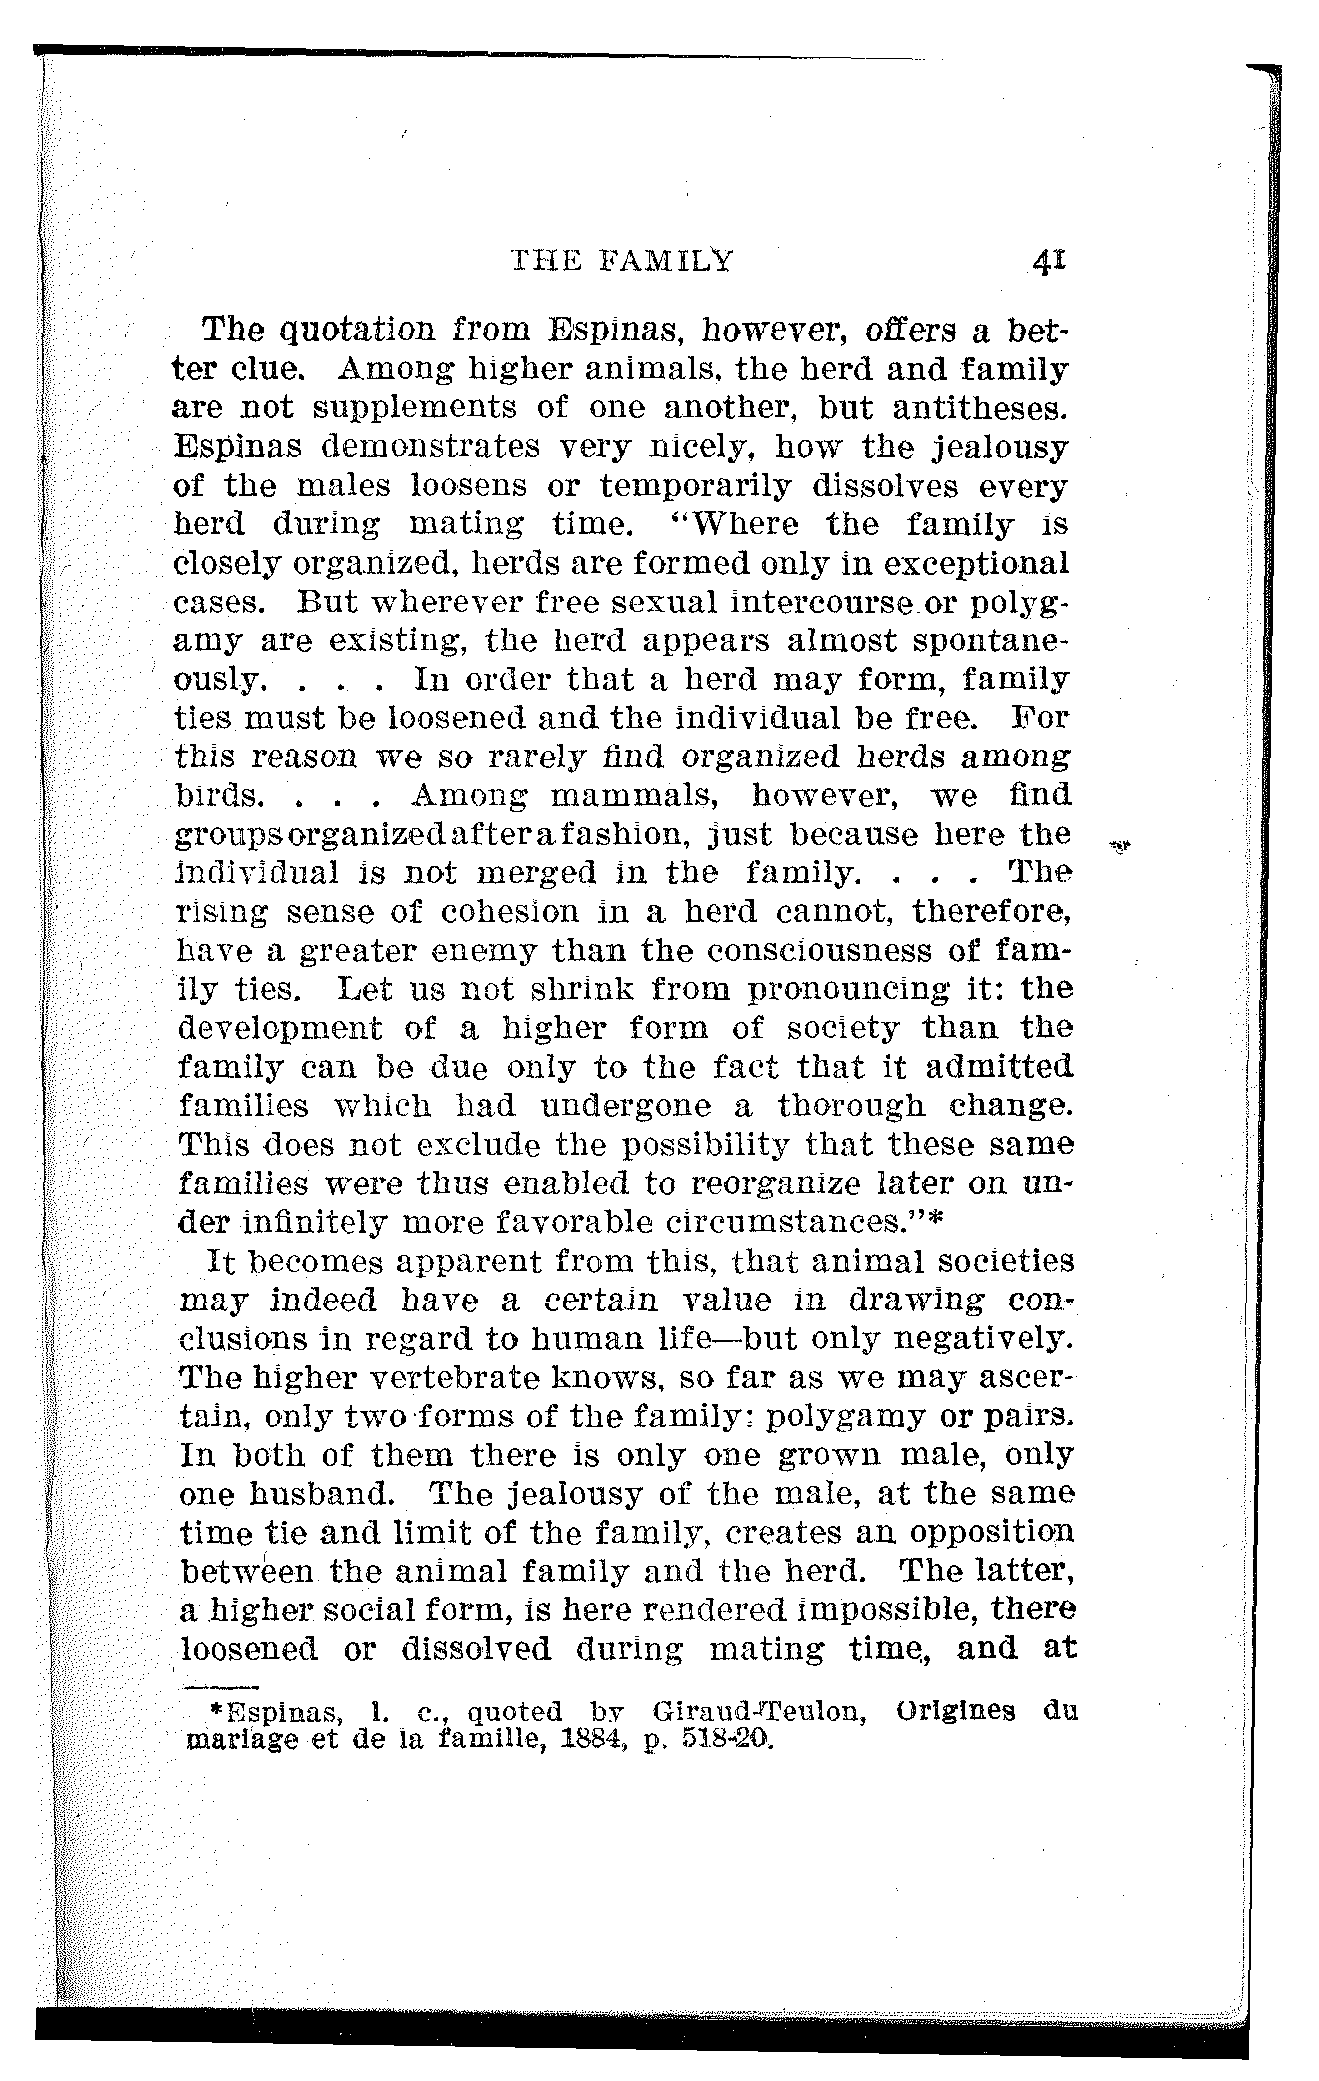 THE FAMILY 41
The quotation from Espinas, however, offers a bet-
ter clue. Among higher animals, the herd and family
are not supplements of one another, but antitheses.
Espinas demonstrates very nicely, how the jealousy
of the males loosens or temporarily dissolves every
herd during mating time. “Where the family is
closely organized, herds are formed only in exceptional
cases. But wherever free sexual intercourse or polyg-
amy are existing, the herd appears almost spontane-
ously. . . . In order that a herd may form, family
ties must be loosened and the individual be free. For
this reason we so rarely find organized herds among
birds. . . . Among mammals, however, we find
groups organized after a fashion, just because here the
individual is not merged in the family. . . . The
rising sense of cohesion in a herd cannot, therefore,
have a greater enemy than the consciousness of fam-
ily ties. Let us not shrink from pronouncing it: the
development of a higher form of society than the
family can be due only to the fact that it admitted
families which had undergone a thorough change.
This does not exclude the possibility that these same
families were thus enabled to reorganize later on un-
der infinitely more favorable circumstances.”*
It becomes apparent from this, that animal societies
may indeed have a certain value in drawing con-
clusions in regard to human life—but only negatively.
The higher vertebrate knows, so far as we may ascer-
tain, only two forms of the family: polygamy or pairs.
In both of them there is only one grown male, only
one husband. The jealousy of the male, at the same
time tie and limit of the family, creates an opposition
between the animal family and the herd. The latter,
a higher social form, is here rendered impossible, there
loosened or dissolved during mating time, and at
*Espinas, l. c., quoted by Giraud-Teulon, Origines du
mariage et de la famille, 1884, p. 518-20.